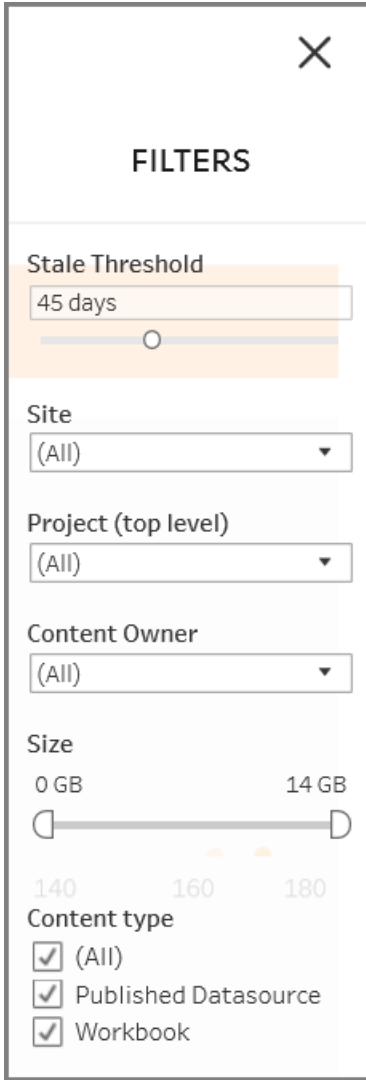 FILTERS
Stale Threshold
45 days
Site
(All)
Project (top level)
(All)
Content Owner
(All)
Size
0 GB 14 GB
140 160 180
Content type
(All)
Published Datasource
Workbook